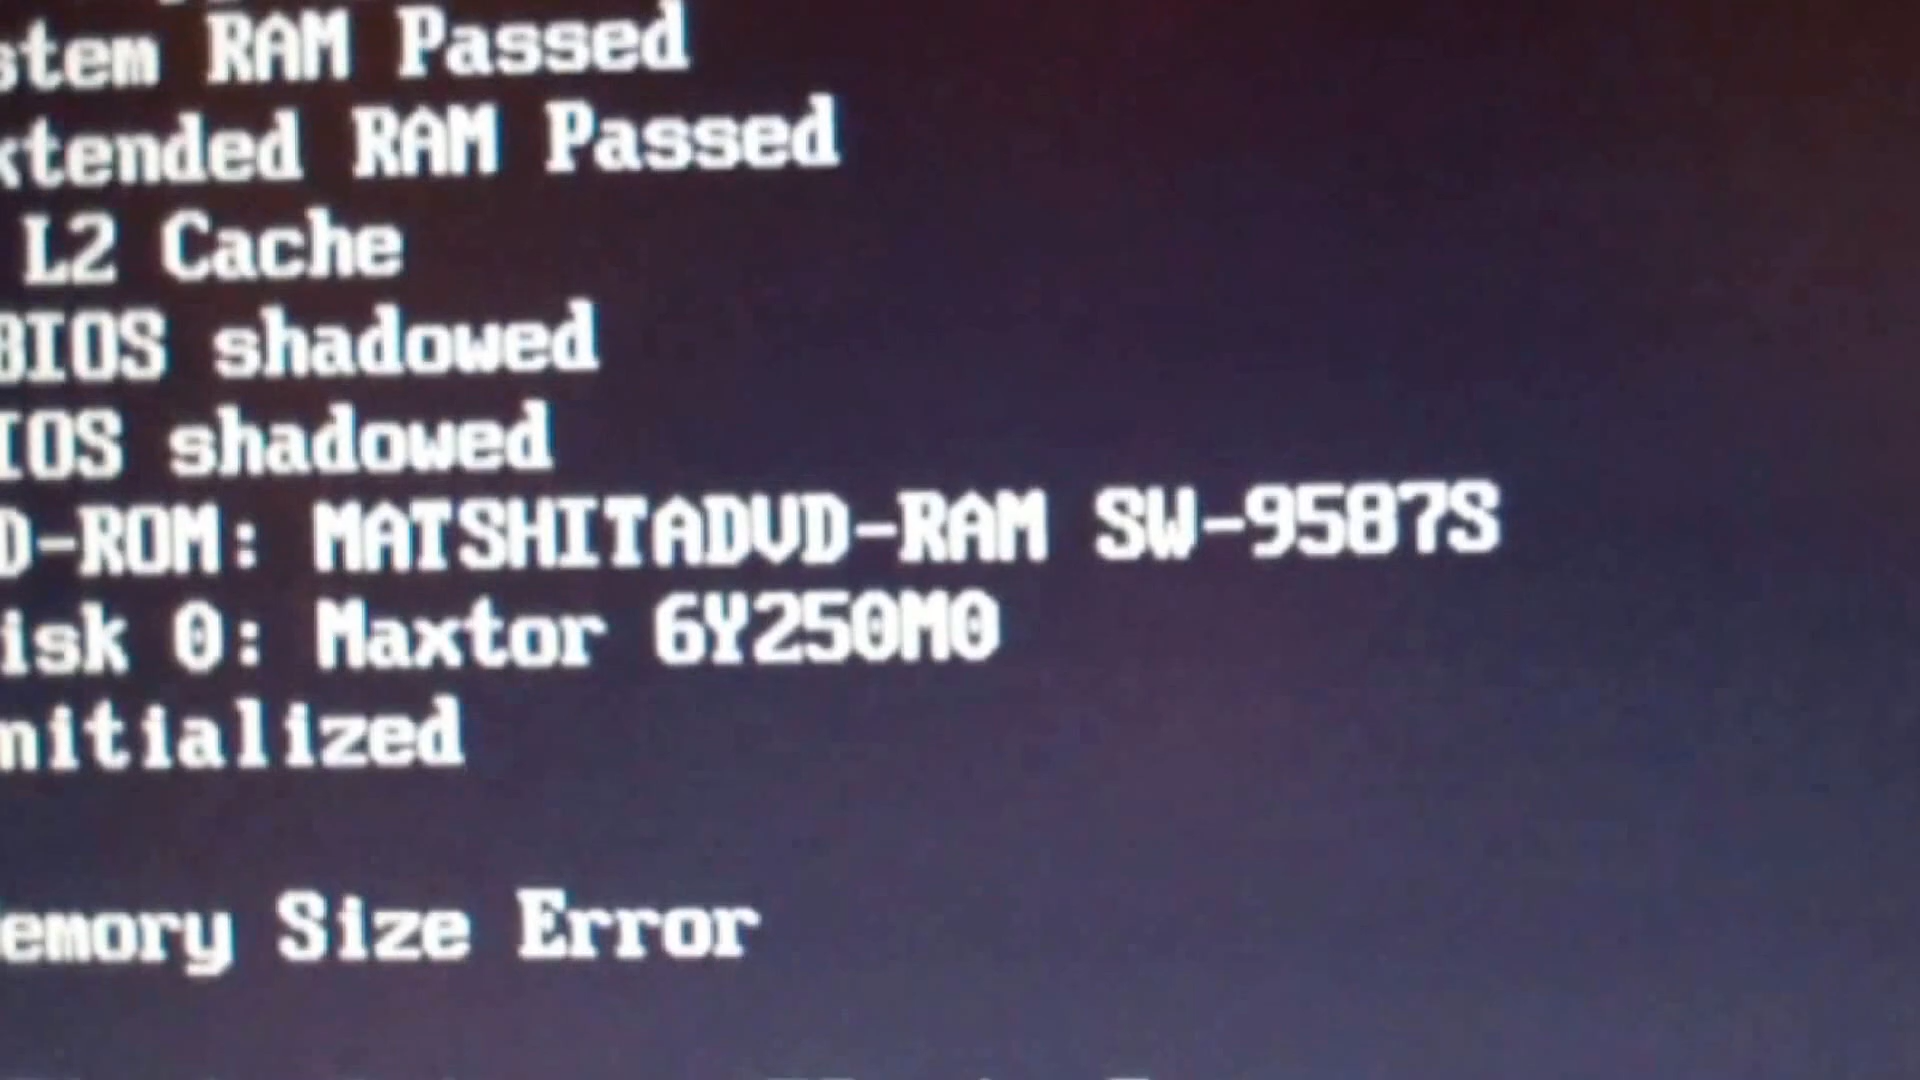 stem RAM Passed
xtended RAM Passed
L2 Cache
BIOS shadowed
IOS shadowed
D-ROM: MATSHITADVD-RAM SW-9587S
isk 0: Maxtor 6Y250M0
nitialized
emory Size Error